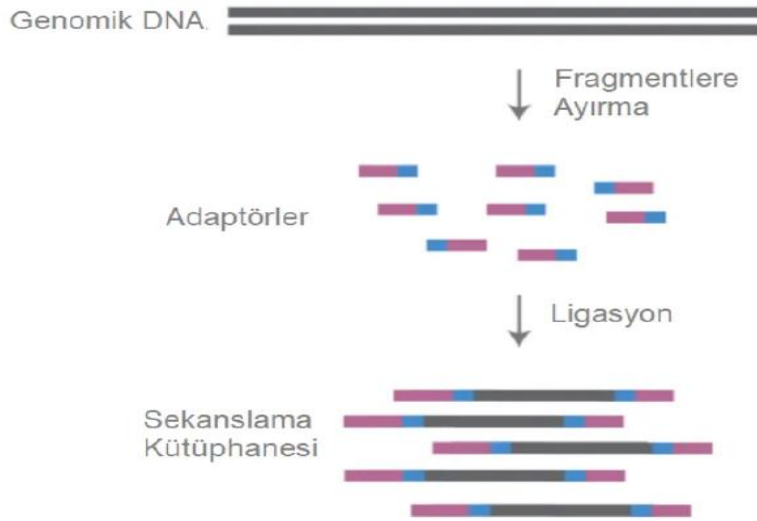 Genomik DNA.
Fragmentlere
Ayırma
Adaptörler
Ligasyon
Sekanslama
Kütüphanesi